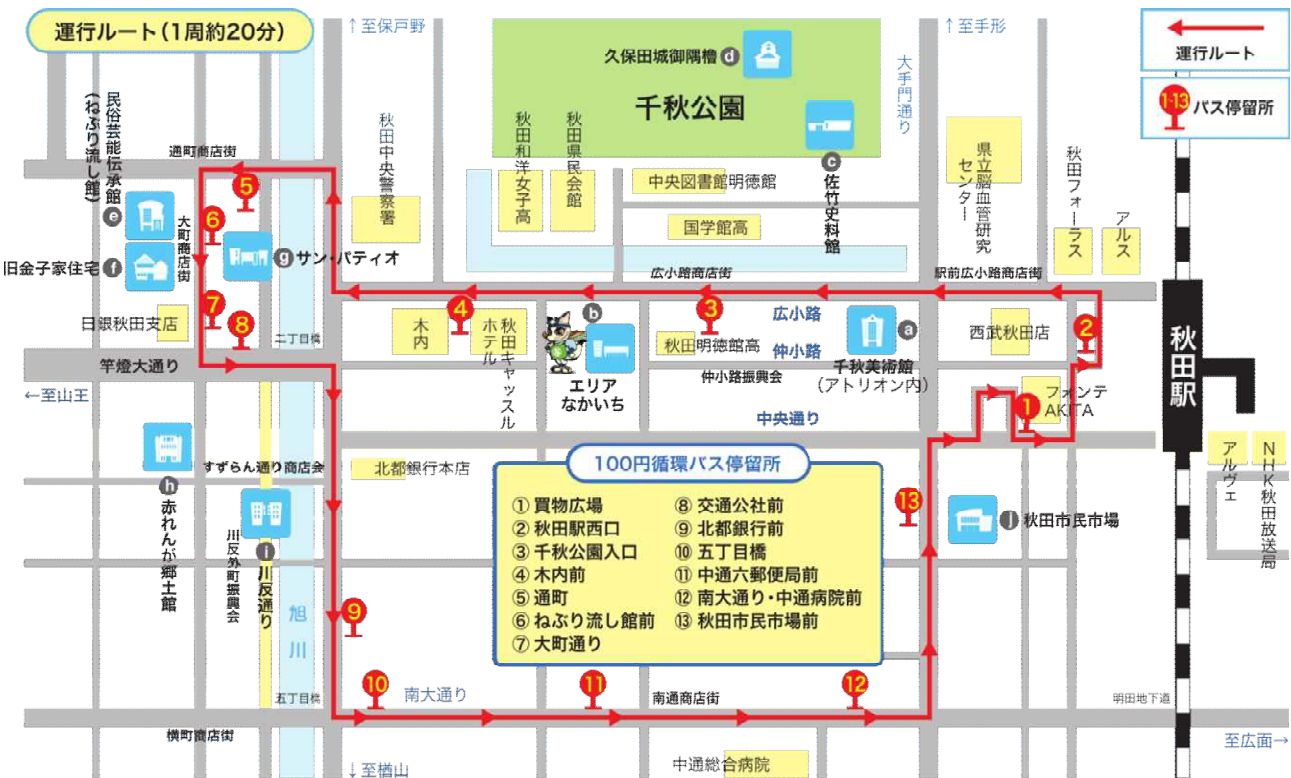 運行ルート(1周約20分)
↑至保戸野
↑至手形
運行ルート
1-13 バス停留所
久保田城御隅櫓 d
千秋公園
大手門通り
c 佐竹史料館
民俗芸能伝承館
(ねぶり流し館)
e
通町商店街
秋田中央警察署
秋田和洋女子高
秋田県民会館
中央図書館明徳館
国学館高
県立脳血管研究
センター
秋田フォーラス
アルス
5
6
大町商店街
g サン・パティオ
旧金子家住宅 f
広小路商店街
駅前広小路商店街
日銀秋田支店
7
8
二丁目橋
4
木内
秋田キャッスル
ホテル
b
エリア
なかいち
3
広小路
秋田明徳館高
仲小路
a
千秋美術館
(アトリオン内)
西武秋田店
2
秋田駅
竿燈大通り
仲小路振興会
←至山王
中央通り
1
フォンテ
AKITA
すずらん通り商店会
北都銀行本店
h 赤れんが郷土館
i 川反通り
川反外町振興会
旭川
アルヴェ
NHK秋田放送局
13
j 秋田市民市場
100円循環バス停留所
① 買物広場
② 秋田駅西口
③ 千秋公園入口
④ 木内前
⑤ 通町
⑥ ねぶり流し館前
⑦ 大町通り
⑧ 交通公社前
⑨ 北都銀行前
⑩ 五丁目橋
⑪ 中通六郵便局前
⑫ 南大通り・中通病院前
⑬ 秋田市民市場前
9
10
南大通り
11
南通商店街
12
五丁目橋
明田地下道
横町商店街
至広面→
↓至楢山
中通総合病院